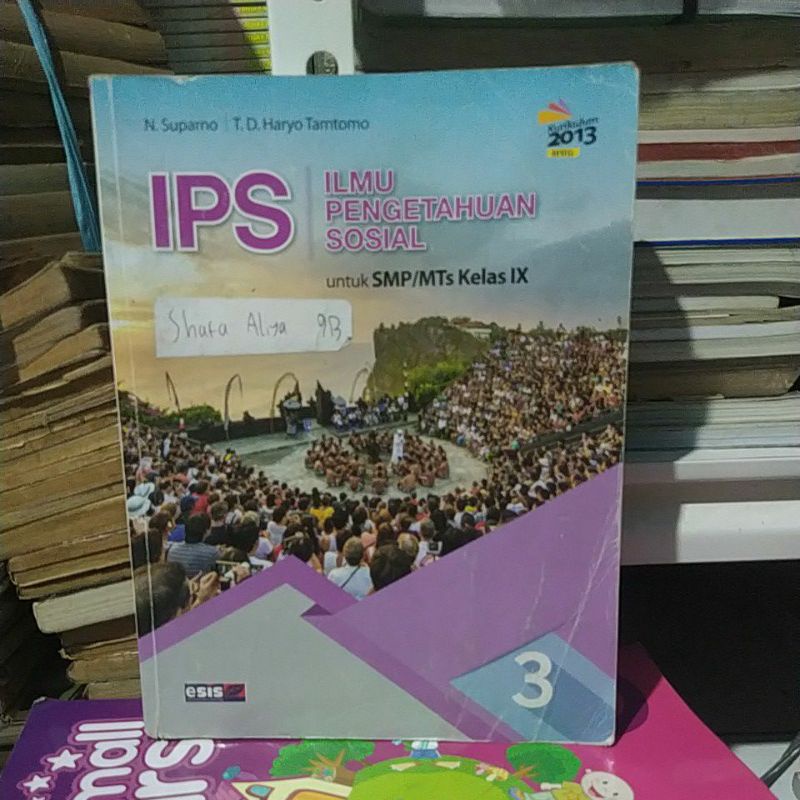 N. Suparno | T. D. Haryo Tamtomo
Kurikulum
2013
REVISI
IPS
ILMU
PENGETAHUAN
SOSIAL
untuk SMP/MTs Kelas IX
Shafa Aliya 9B
esis
3